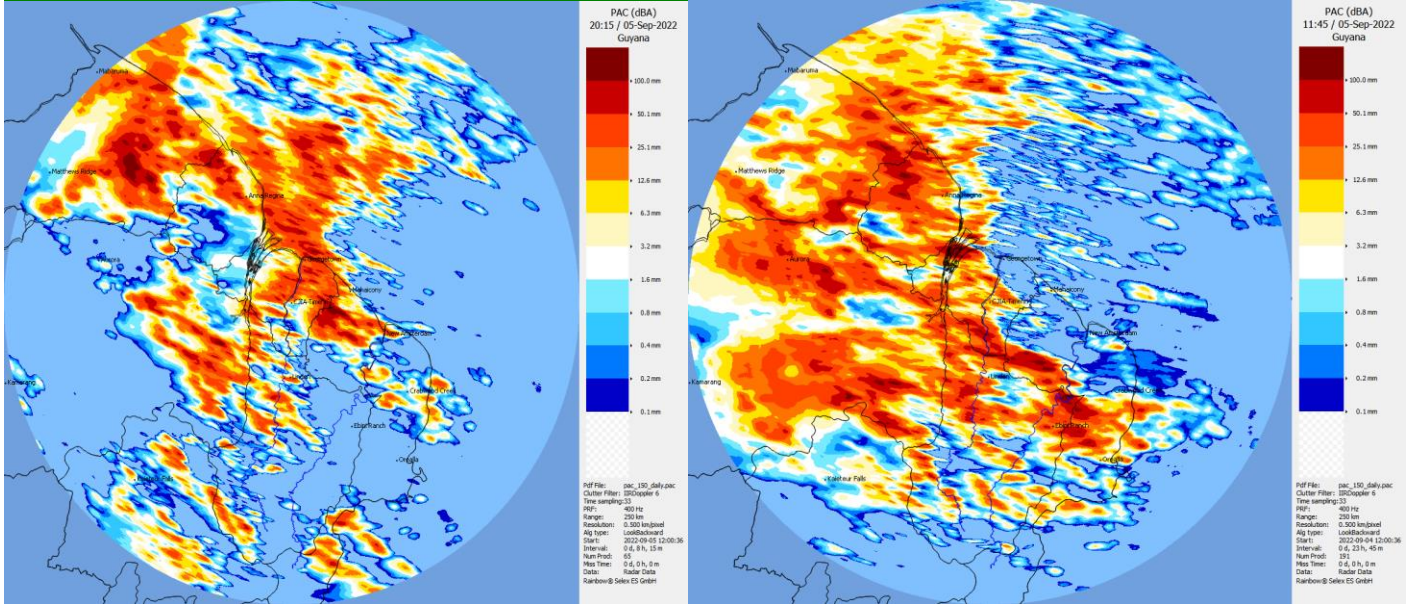 PAC (dBA)
20:15 / 05-Sep-2022
Guyana
100.0 mm
50.1 mm
25.1 mm
12.6 mm
6.3 mm
3.2 mm
1.6 mm
0.8 mm
0.4 mm
0.2 mm
0.1 mm
Pdf File: pac_150_daily.pac
Clutter Filter: IIRDoppler 6
Time sampling:33
PRF: 400 Hz
Range: 250 km
Resolution: 0.500 km/pixel
Alg type: LookBackward
Start: 2022-09-05 12:00:36
Interval: 0 d, 8 h, 15 m
Num Prod: 65
Miss Time: 0 d, 0 h, 0 m
Data: Radar Data
Rainbow® Selex ES GmbH
Mabaruma
Matthews Ridge
Anna Regina
Aurora
Georgetown
CJIA-Timehri
Mahaicony
New Amsterdam
Kamarang
Crabwood Creek
Ebini Ranch
Orealla
Kaieteur Falls
PAC (dBA)
11:45 / 05-Sep-2022
Guyana
100.0 mm
50.1 mm
25.1 mm
12.6 mm
6.3 mm
3.2 mm
1.6 mm
0.8 mm
0.4 mm
0.2 mm
0.1 mm
Pdf File: pac_150_daily.pac
Clutter Filter: IIRDoppler 6
Time sampling:33
PRF: 400 Hz
Range: 250 km
Resolution: 0.500 km/pixel
Alg type: LookBackward
Start: 2022-09-04 12:00:36
Interval: 0 d, 23 h, 45 m
Num Prod: 191
Miss Time: 0 d, 0 h, 0 m
Data: Radar Data
Rainbow® Selex ES GmbH
Mabaruma
Matthews Ridge
Anna Regina
Aurora
Georgetown
CJIA-Timehri
Mahaicony
New Amsterdam
Kamarang
Crabwood Creek
Ebini Ranch
Orealla
Kaieteur Falls